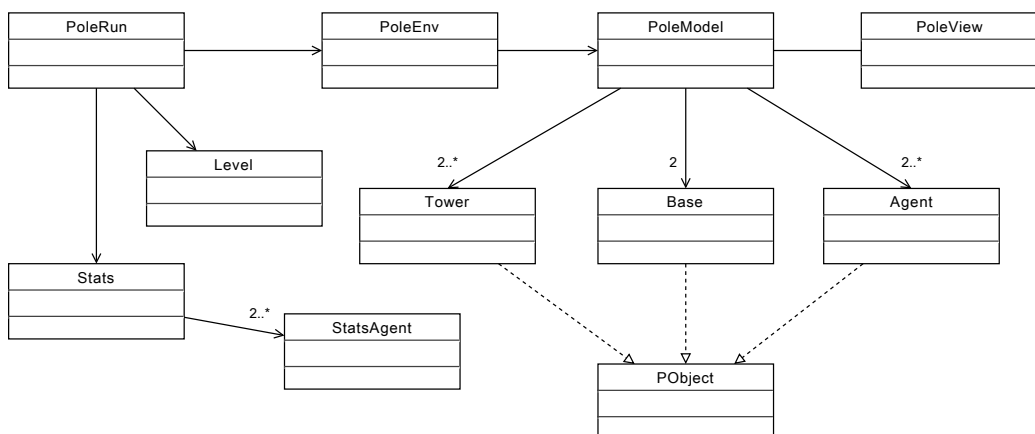 PoleRun
PoleEnv
PoleModel
PoleView
Level
2..*
2
2..*
Tower
Base
Agent
Stats
2..*
StatsAgent
PObject